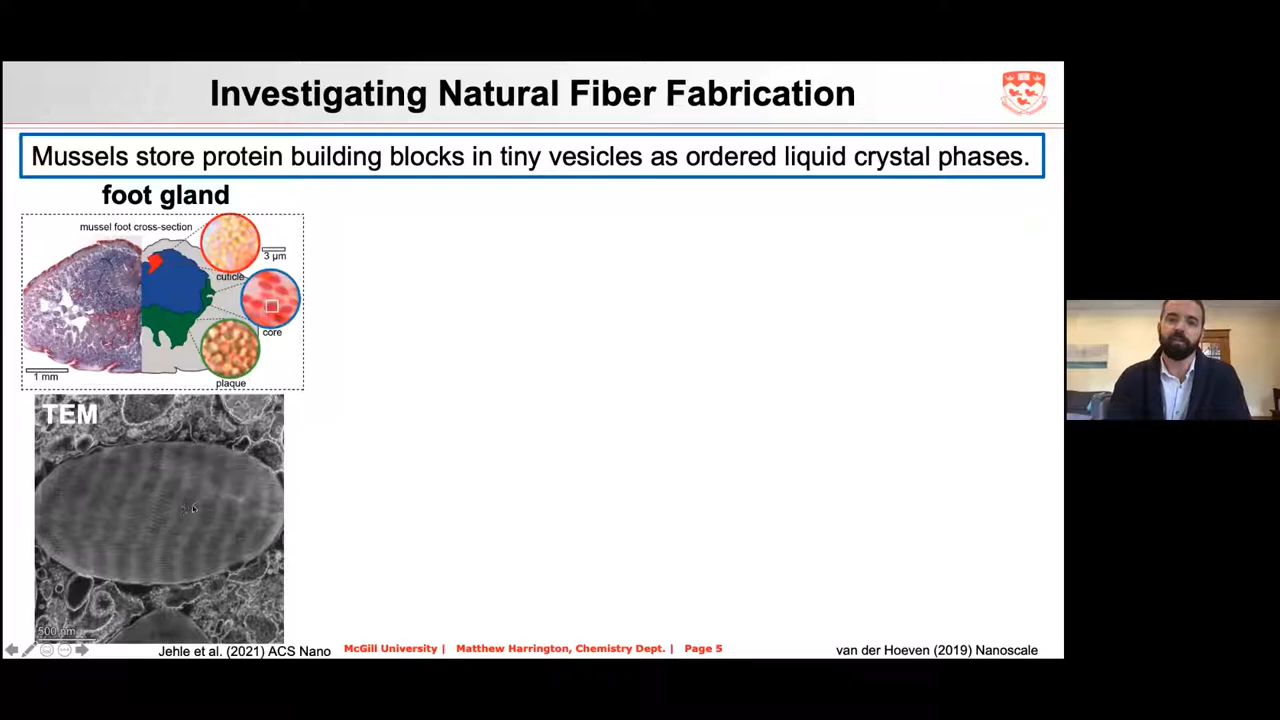 Investigating Natural Fiber Fabrication
Mussels store protein building blocks in tiny vesicles as ordered liquid crystal phases.
foot gland
mussel foot cross-section
3 µm
cuticle
core
plaque
1 mm
TEM
500 nm
Jehle et al. (2021) ACS Nano
McGill University | Matthew Harrington, Chemistry Dept. | Page 5
van der Hoeven (2019) Nanoscale